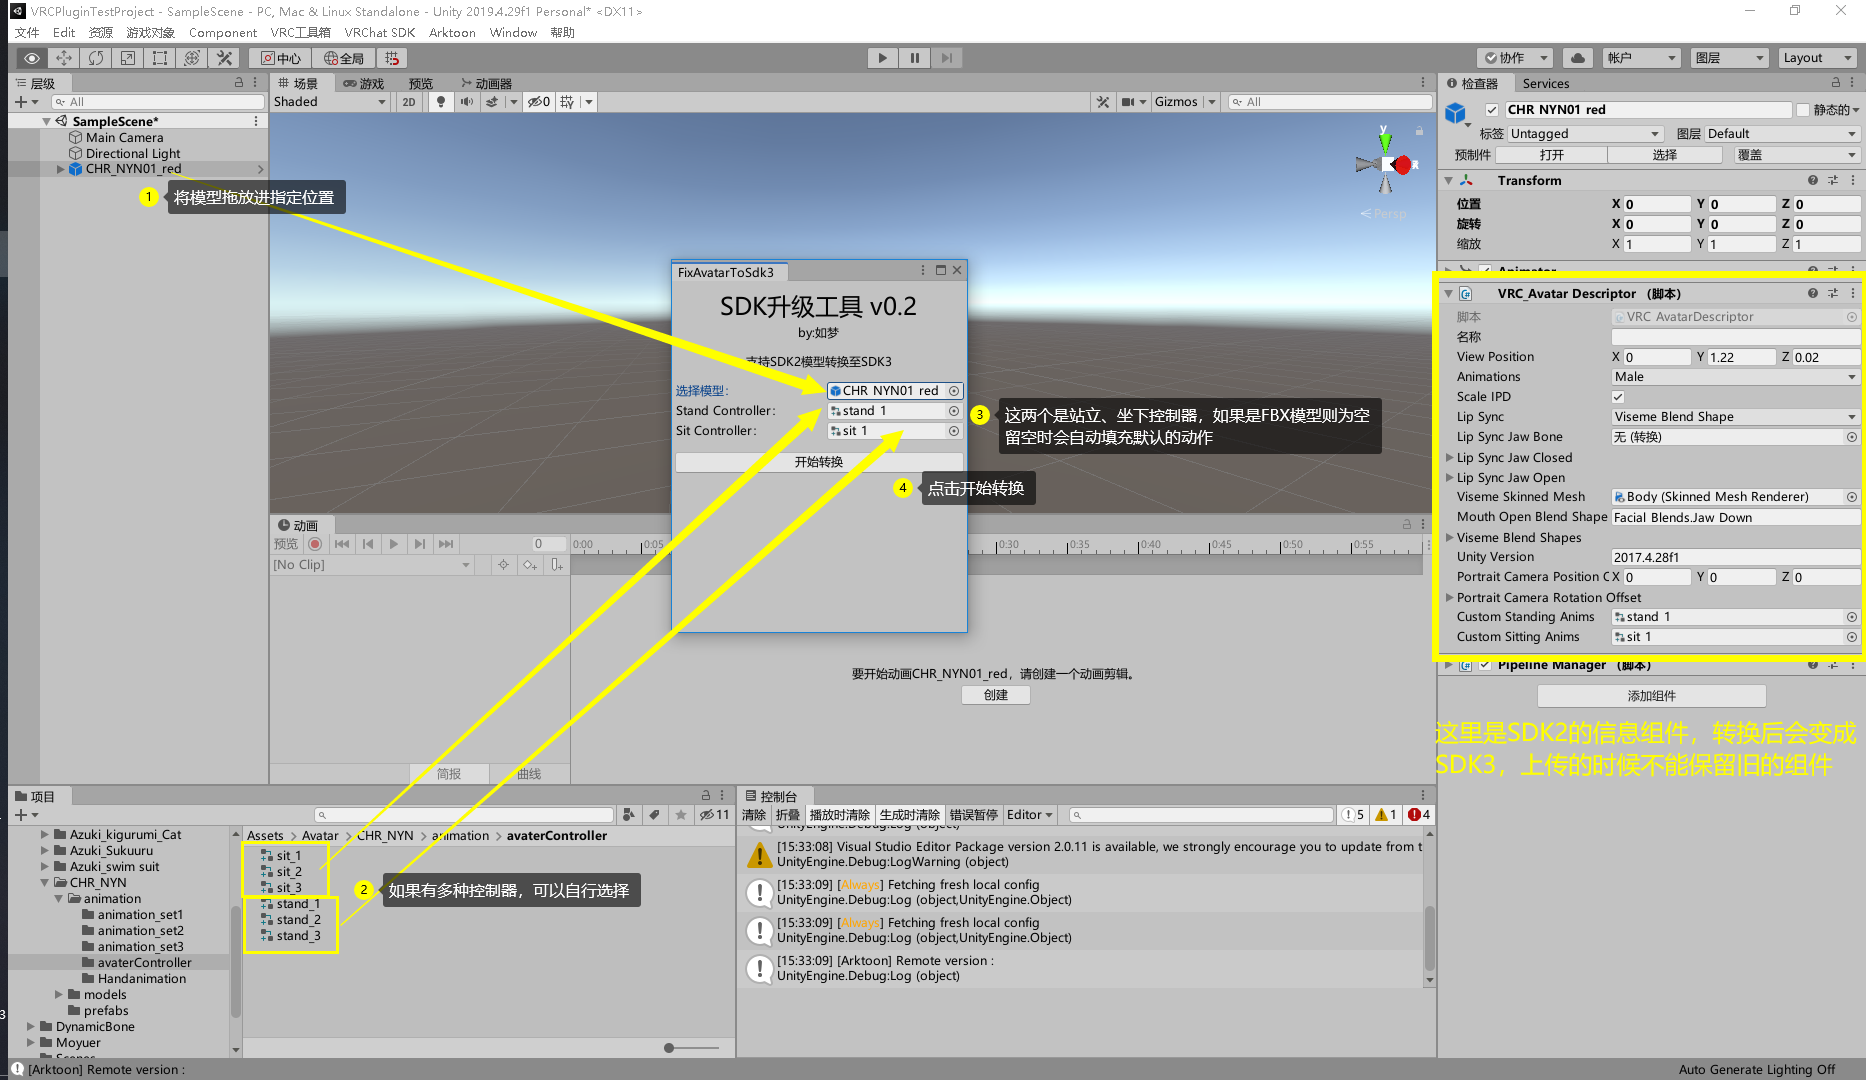 VRCPluginTestProject - SampleScene - PC, Mac & Linux Standalone - Unity 2019.4.29f1 Personal* <DX11>
文件 Edit 资源 游戏对象 Component VRC工具箱 VRChat SDK Arktoon Window 帮助
中心 全局 协作 帐户 图层 Layout
层级
All
SampleScene*
Main Camera
Directional Light
CHR_NYN01_red
1 将模型拖放进指定位置
场景 游戏 预览 动画器
Shaded 2D 0 Gizmos All
y
Persp
FixAvatarToSdk3
SDK升级工具 v0.2
by:如梦
支持SDK2模型转换至SDK3
选择模型: CHR NYN01 red
Stand Controller: stand 1
Sit Controller: sit 1
开始转换
3 这两个是站立、坐下控制器，如果是FBX模型则为空
留空时会自动填充默认的动作
4 点击开始转换
动画
预览 0 0:00 0:05 0:30 0:35 0:40 0:45 0:50 0:55
[No Clip]
要开始动画CHR_NYN01_red，请创建一个动画剪辑。
创建
简报 曲线
检查器 Services
CHR NYN01 red 静态的
标签 Untagged 图层 Default
预制件 打开 选择 覆盖
Transform
位置 X 0 Y 0 Z 0
旋转 X 0 Y 0 Z 0
缩放 X 1 Y 1 Z 1
Animator
VRC_Avatar Descriptor （脚本）
脚本 VRC AvatarDescriptor
名称
View Position X 0 Y 1.22 Z 0.02
Animations Male
Scale IPD
Lip Sync Viseme Blend Shape
Lip Sync Jaw Bone 无 (转换)
Lip Sync Jaw Closed
Lip Sync Jaw Open
Viseme Skinned Mesh Body (Skinned Mesh Renderer)
Mouth Open Blend Shape Facial Blends.Jaw Down
Viseme Blend Shapes
Unity Version 2017.4.28f1
Portrait Camera Position O X 0 Y 0 Z 0
Portrait Camera Rotation Offset
Custom Standing Anims stand 1
Custom Sitting Anims sit 1
Pipeline Manager （脚本）
添加组件
这里是SDK2的信息组件，转换后会变成
SDK3，上传的时候不能保留旧的组件
项目
11
Azuki_kigurumi_Cat
Azuki_Sukuuru
Azuki_swim suit
CHR_NYN
animation
animation_set1
animation_set2
animation_set3
avaterController
Handanimation
models
prefabs
DynamicBone
Moyuer
Scenes
Assets > Avatar > CHR_NYN > animation > avaterController
sit_1
sit_2
sit_3
stand_1
stand_2
stand_3
2 如果有多种控制器，可以自行选择
控制台
清除 折叠 播放时清除 生成时清除 错误暂停 Editor 5 1 4
UnityEngine.Debug:Log (object,UnityEngine.Object)
[15:33:08] Visual Studio Editor Package version 2.0.11 is available, we strongly encourage you to update from t
UnityEngine.Debug:LogWarning (object)
[15:33:09] [Always] Fetching fresh local config
UnityEngine.Debug:Log (object,UnityEngine.Object)
[15:33:09] [Always] Fetching fresh local config
UnityEngine.Debug:Log (object,UnityEngine.Object)
[15:33:09] [Arktoon] Remote version :
UnityEngine.Debug:Log (object)
3
[Arktoon] Remote version :
Auto Generate Lighting Off